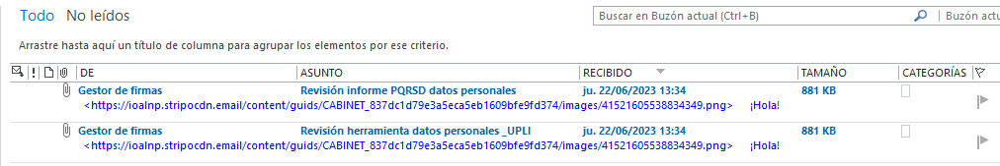 Todo No leídos
Buscar en Buzón actual (Ctrl+B) Buzón actu
Arrastre hasta aquí un título de columna para agrupar los elementos por ese criterio.
! DE ASUNTO RECIBIDO TAMAÑO CATEGORÍAS
Gestor de firmas Revisión informe PQRSD datos personales ju. 22/06/2023 13:34 881 KB
<https://ioalnp.stripocdn.email/content/guids/CABINET_837dc1d79e3a5eca5eb1609bfe9fd374/images/41521605538834349.png> ¡Hola!
Gestor de firmas Revisión herramienta datos personales _UPLI ju. 22/06/2023 13:34 881 KB
<https://ioalnp.stripocdn.email/content/guids/CABINET_837dc1d79e3a5eca5eb1609bfe9fd374/images/41521605538834349.png> ¡Hola!